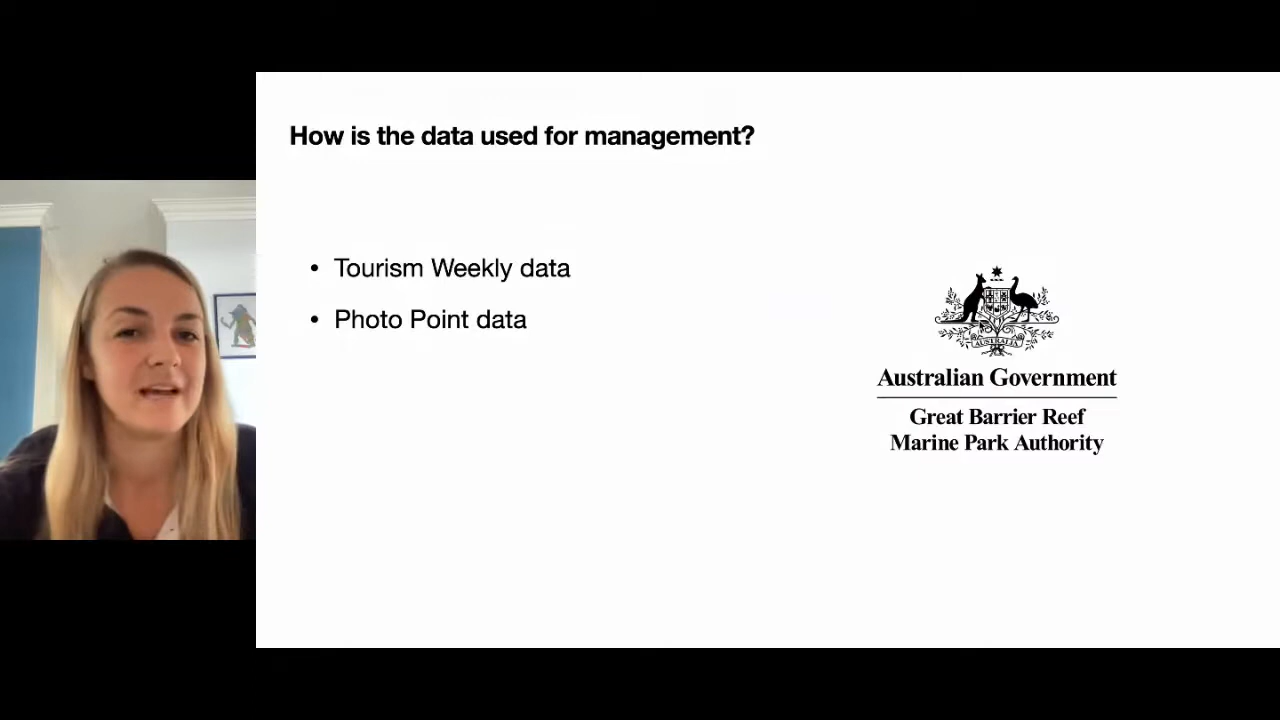 How is the data used for management?
• Tourism Weekly data
• Photo Point data
AUSTRALIA
Australian Government
Great Barrier Reef
Marine Park Authority